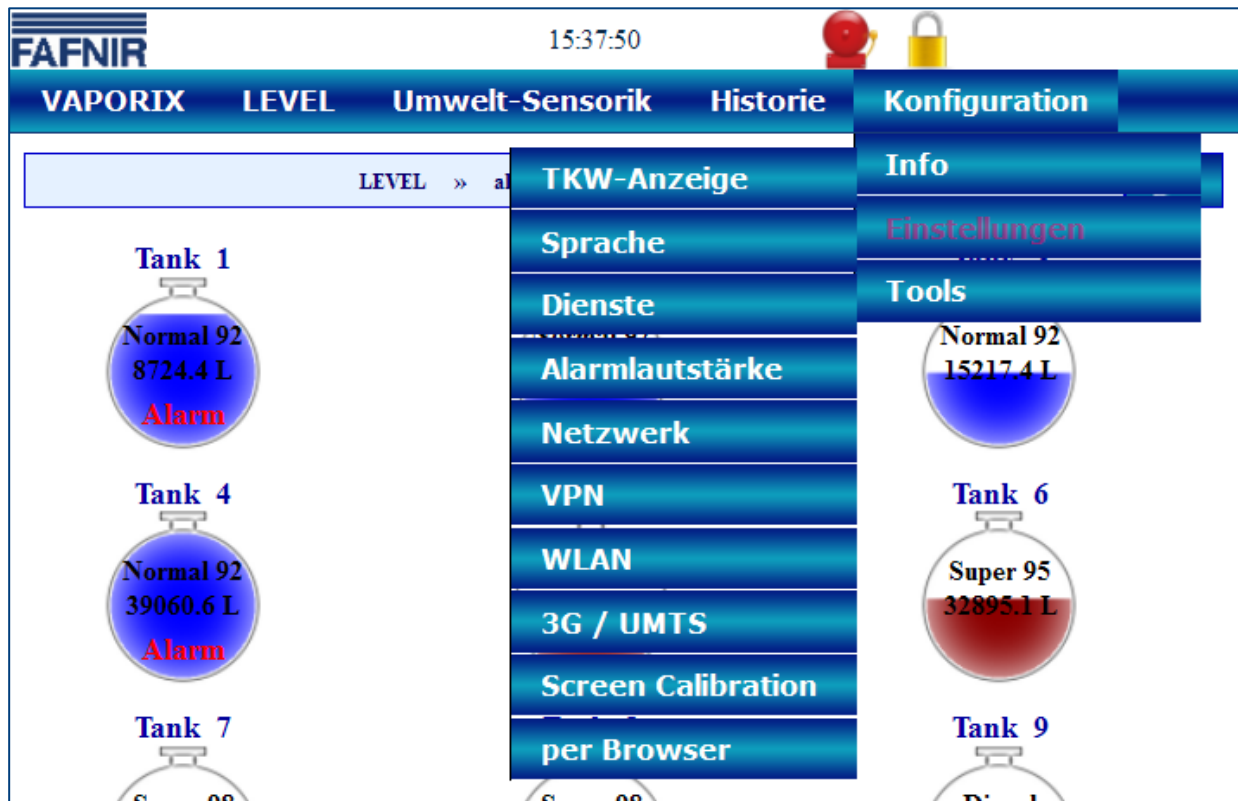 FAFNIR
15:37:50
VAPORIX LEVEL Umwelt-Sensorik Historie Konfiguration
LEVEL »
TKW-Anzeige
Sprache
Dienste
Alarmlautstärke
Netzwerk
VPN
WLAN
3G / UMTS
Screen Calibration
per Browser
Info
Einstellungen
Tools
Tank 1
Normal 92
8724.4 L
Alarm
Normal 92
15217.4 L
Tank 4
Normal 92
39060.6 L
Alarm
Tank 6
Super 95
32895.1 L
Tank 7
Tank 9